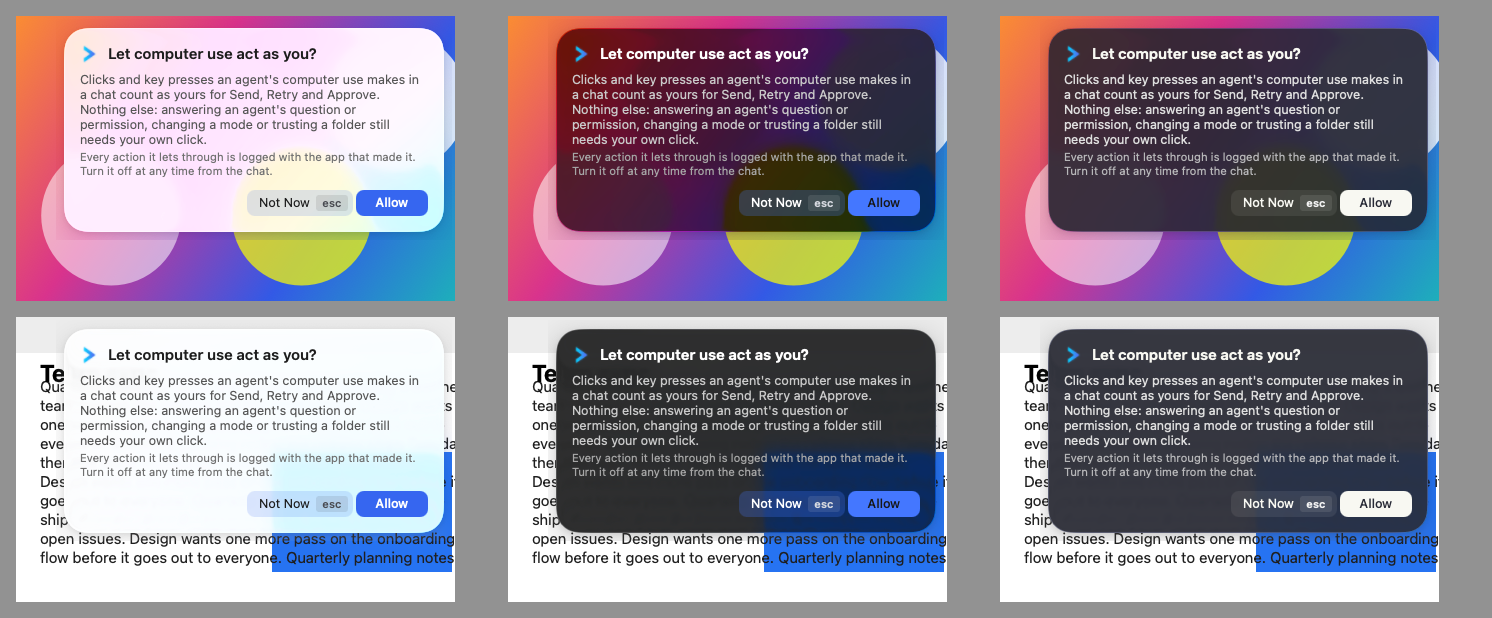 Let computer use act as you?
Clicks and key presses an agent's computer use makes in
a chat count as yours for Send, Retry and Approve.
Nothing else: answering an agent's question or
permission, changing a mode or trusting a folder still
needs your own click.
Every action it lets through is logged with the app that made it.
Turn it off at any time from the chat.
Not Now esc Allow
Let computer use act as you?
Clicks and key presses an agent's computer use makes in
a chat count as yours for Send, Retry and Approve.
Nothing else: answering an agent's question or
permission, changing a mode or trusting a folder still
needs your own click.
Every action it lets through is logged with the app that made it.
Turn it off at any time from the chat.
Not Now esc Allow
Let computer use act as you?
Clicks and key presses an agent's computer use makes in
a chat count as yours for Send, Retry and Approve.
Nothing else: answering an agent's question or
permission, changing a mode or trusting a folder still
needs your own click.
Every action it lets through is logged with the app that made it.
Turn it off at any time from the chat.
Not Now esc Allow
Let computer use act as you?
Clicks and key presses an agent's computer use makes in
a chat count as yours for Send, Retry and Approve.
Nothing else: answering an agent's question or
permission, changing a mode or trusting a folder still
needs your own click.
Every action it lets through is logged with the app that made it.
Turn it off at any time from the chat.
Not Now esc Allow
open issues. Design wants one more pass on the onboarding
flow before it goes out to everyone. Quarterly planning notes
Let computer use act as you?
Clicks and key presses an agent's computer use makes in
a chat count as yours for Send, Retry and Approve.
Nothing else: answering an agent's question or
permission, changing a mode or trusting a folder still
needs your own click.
Every action it lets through is logged with the app that made it.
Turn it off at any time from the chat.
Not Now esc Allow
open issues. Design wants one more pass on the onboarding
flow before it goes out to everyone. Quarterly planning notes
Let computer use act as you?
Clicks and key presses an agent's computer use makes in
a chat count as yours for Send, Retry and Approve.
Nothing else: answering an agent's question or
permission, changing a mode or trusting a folder still
needs your own click.
Every action it lets through is logged with the app that made it.
Turn it off at any time from the chat.
Not Now esc Allow
open issues. Design wants one more pass on the onboarding
flow before it goes out to everyone. Quarterly planning notes